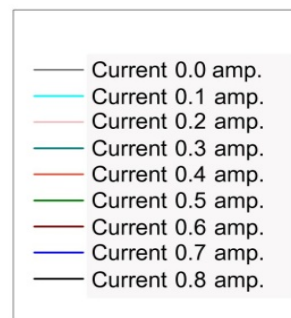 Current 0.0 amp.
Current 0.1 amp.
Current 0.2 amp.
Current 0.3 amp.
Current 0.4 amp.
Current 0.5 amp.
Current 0.6 amp.
Current 0.7 amp.
Current 0.8 amp.